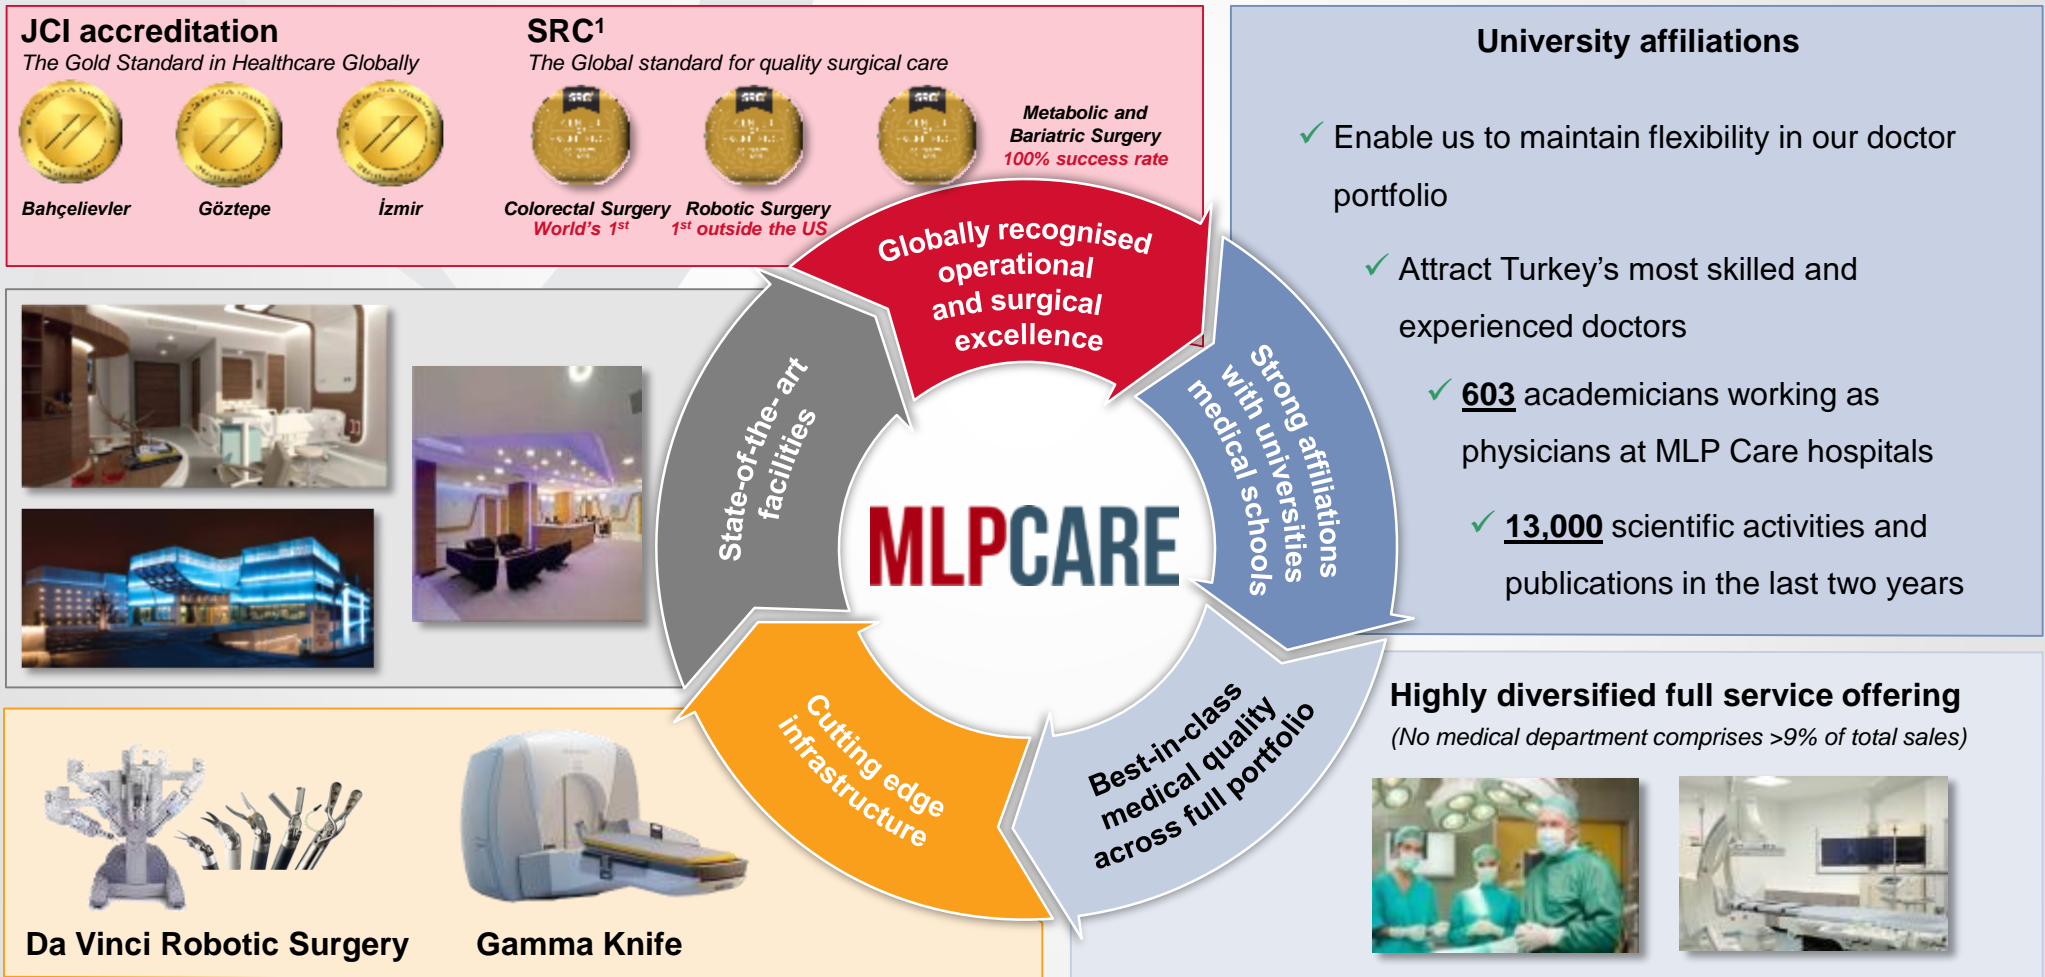 JCI accreditation
The Gold Standard in Healthcare Globally
Bahçelievler
Göztepe
İzmir
SRC¹
The Global standard for quality surgical care
SRC
SRC
SRC
Colorectal Surgery
World's 1st
Robotic Surgery
1st outside the US
Metabolic and
Bariatric Surgery
100% success rate
University affiliations
✓ Enable us to maintain flexibility in our doctor
portfolio
✓ Attract Turkey's most skilled and
experienced doctors
✓ 603 academicians working as
physicians at MLP Care hospitals
✓ 13,000 scientific activities and
publications in the last two years
Globally recognised
operational
and surgical
excellence
Strong affiliations
with universities
medical schools
Best-in-class
medical quality
across full portfolio
Cutting edge
infrastructure
State-of-the- art
facilities
MLPCARE
Highly diversified full service offering
(No medical department comprises >9% of total sales)
Da Vinci Robotic Surgery
Gamma Knife